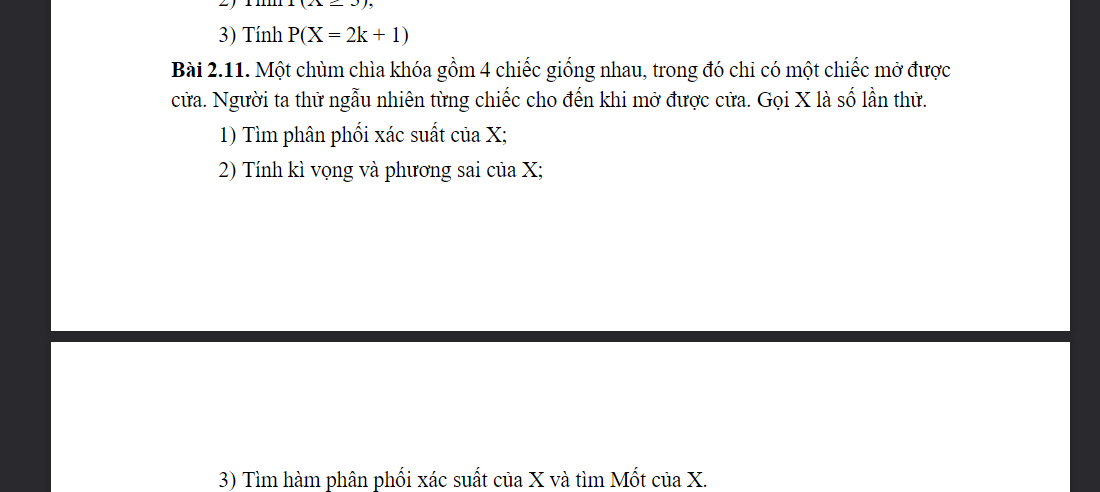 3) Tính P(X = 2k + 1)
Bài 2.11. Một chùm chìa khóa gồm 4 chiếc giống nhau, trong đó chỉ có một chiếc mở được
cửa. Người ta thử ngẫu nhiên từng chiếc cho đến khi mở được cửa. Gọi X là số lần thử.
1) Tìm phân phối xác suất của X;
2) Tính kì vọng và phương sai của X;
3) Tìm hàm phân phối xác suất của X và tìm Mốt của X.